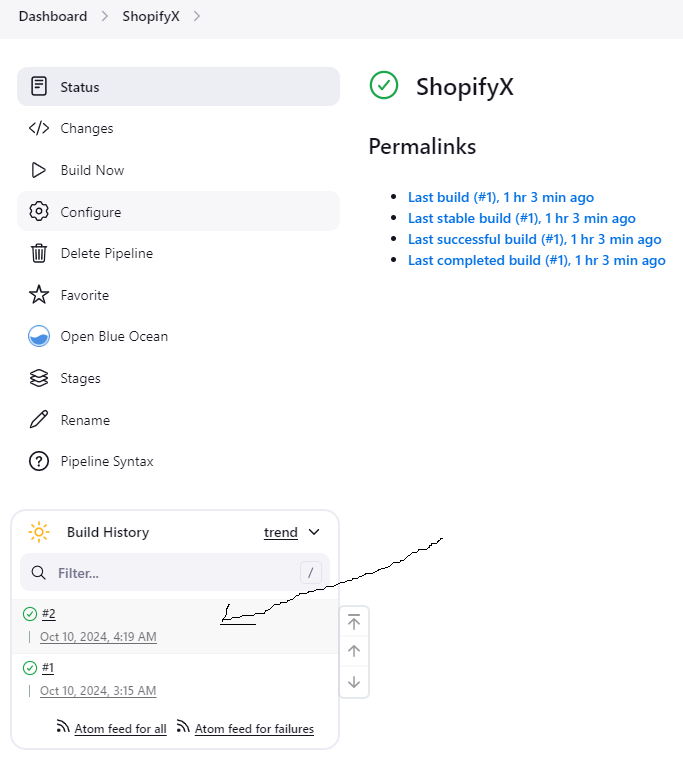 Dashboard > ShopifyX >
Status
Changes
Build Now
Configure
Delete Pipeline
Favorite
Open Blue Ocean
Stages
Rename
Pipeline Syntax
ShopifyX
Permalinks
• Last build (#1), 1 hr 3 min ago
• Last stable build (#1), 1 hr 3 min ago
• Last successful build (#1), 1 hr 3 min ago
• Last completed build (#1), 1 hr 3 min ago
Build History trend
Filter... /
#2
Oct 10, 2024, 4:19 AM
#1
Oct 10, 2024, 3:15 AM
Atom feed for all Atom feed for failures